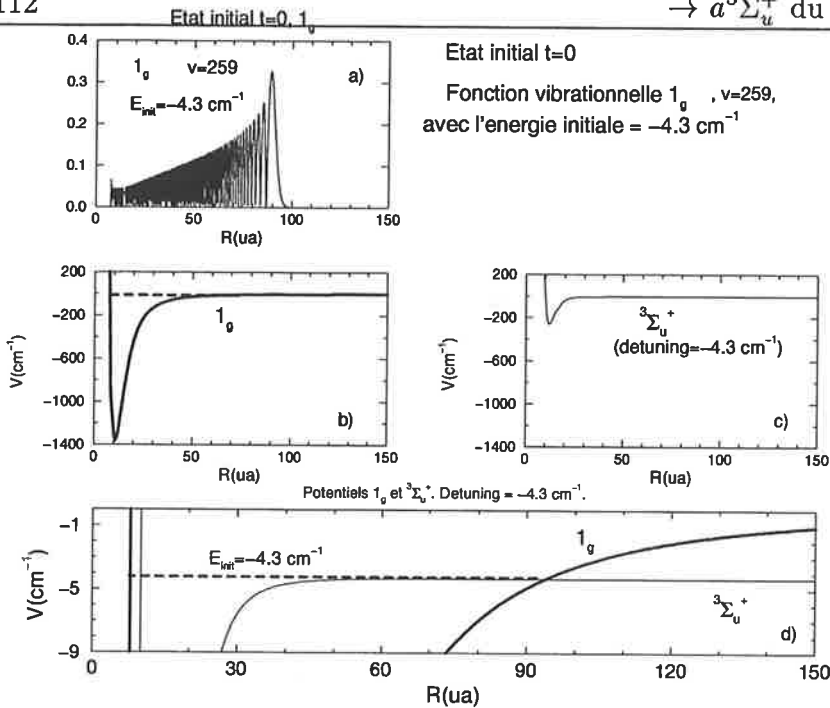 112 → a³Σᵤ⁺ du
Etat initial t=0, 1g
0.4
0.3
0.2
0.1
0.0
1g v=259
E_init=−4.3 cm⁻¹
a)
0 50 100 150
R(ua)
Etat initial t=0
Fonction vibrationnelle 1g , v=259,
avec l'energie initiale = −4.3 cm⁻¹
200
−200
−600
−1000
−1400
V(cm⁻¹)
1g
b)
0 50 100 150
R(ua)
200
−200
−600
−1000
−1400
V(cm⁻¹)
³Σᵤ⁺
(detuning=−4.3 cm⁻¹)
c)
0 50 100 150
R(ua)
Potentiels 1g et ³Σᵤ⁺. Detuning = −4.3 cm⁻¹.
−1
−5
−9
V(cm⁻¹)
E_init=−4.3 cm⁻¹
1g
³Σᵤ⁺
d)
0 30 60 90 120 150
R(ua)